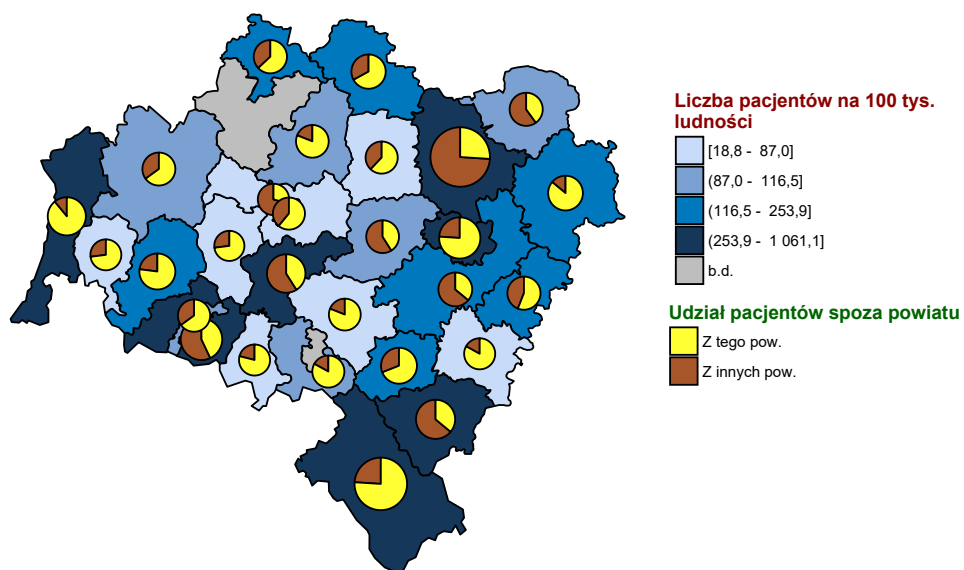 Liczba pacjentów na 100 tys.
ludności
[18,8 - 87,0]
(87,0 - 116,5]
(116,5 - 253,9]
(253,9 - 1 061,1]
b.d.
Udział pacjentów spoza powiatu
Z tego pow.
Z innych pow.